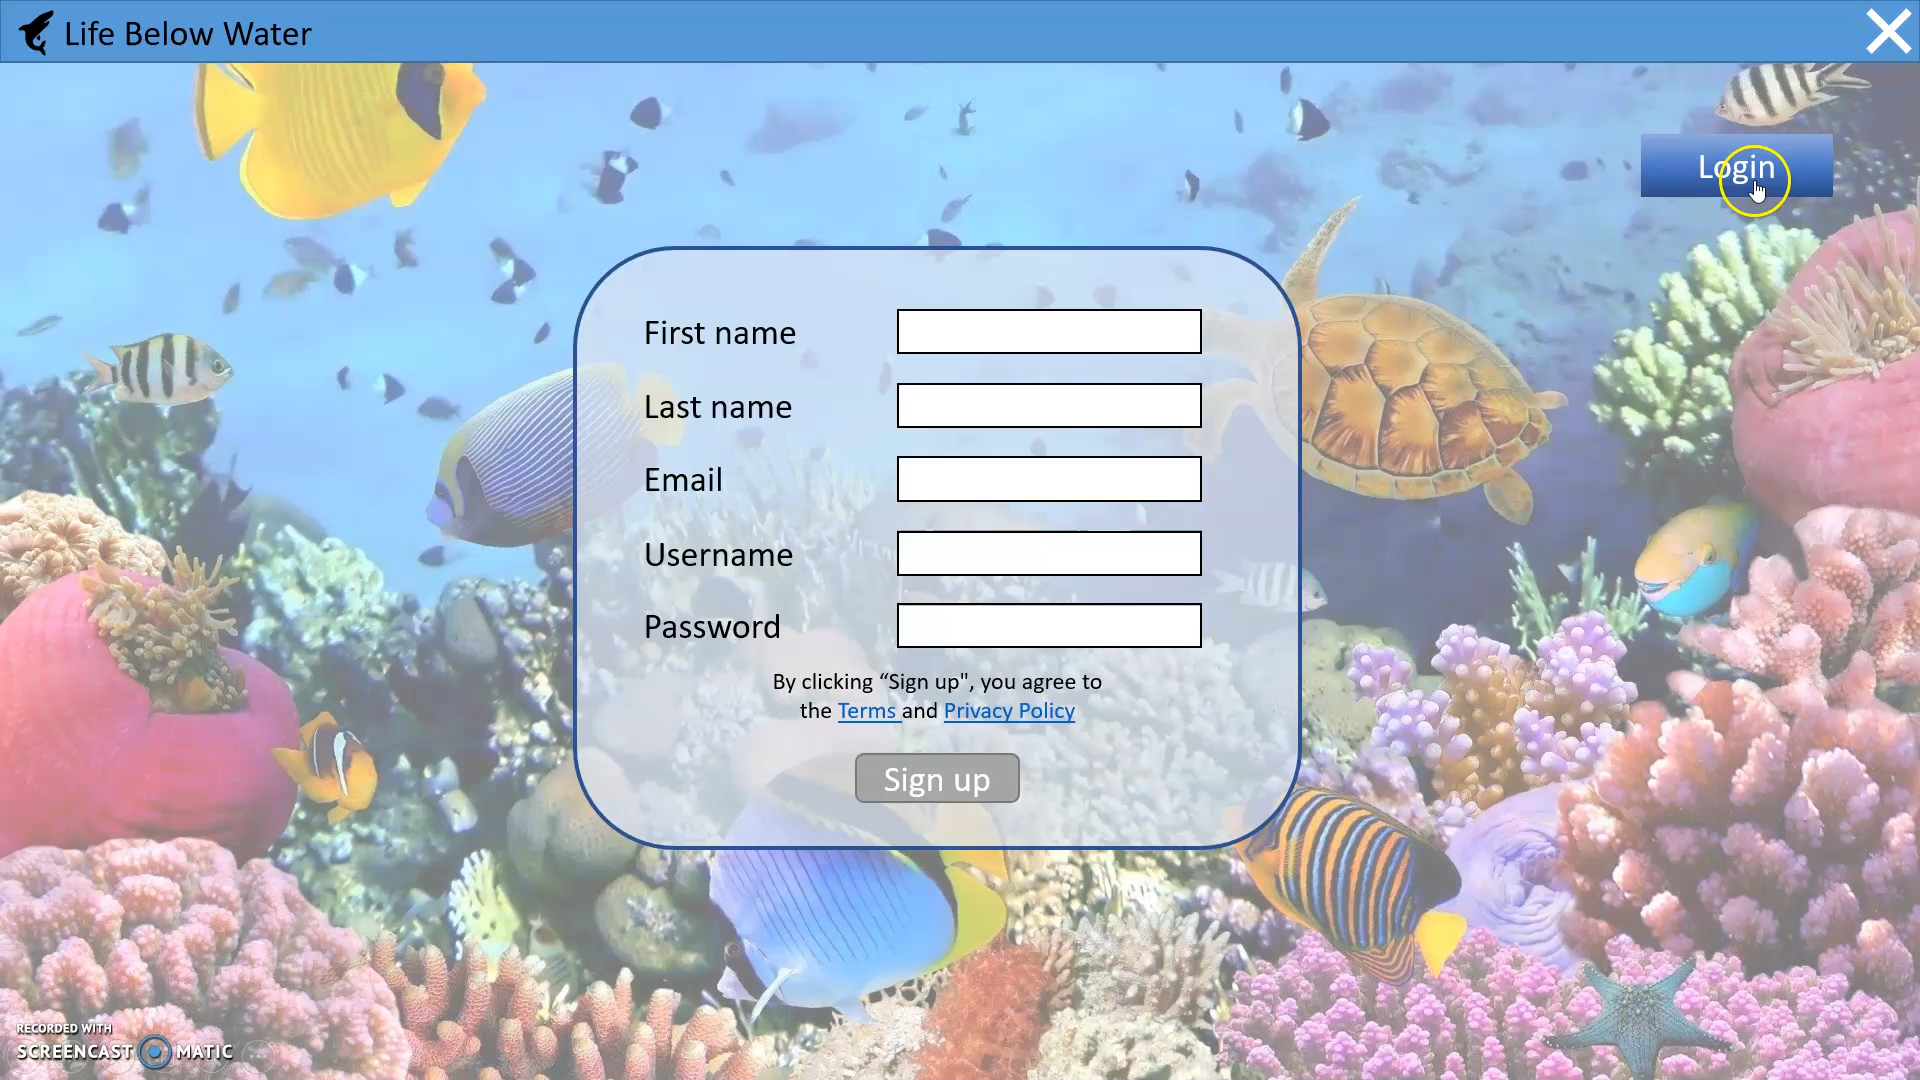 Life Below Water
Login
First name
Last name
Email
Username
Password
By clicking “Sign up", you agree to
the Terms and Privacy Policy
Sign up
RECORDED WITH
SCREENCAST MATIC